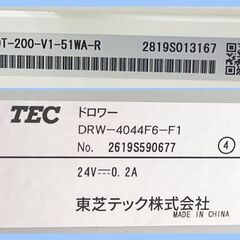 T-200-V1-51WA-R
2819S013167
TEC ドロワー
DRW-4044F6-F1
No. 2619S590677
④
24V⎓0.2A
東芝テック株式会社
MADE IN CHINA